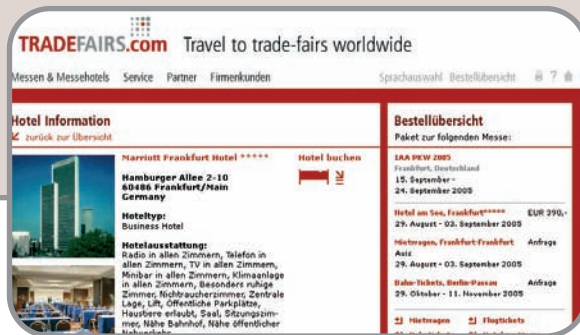 TRADEFAIRS.com Travel to trade-fairs worldwide
Messen & Messehotels Service Partner Firmenkunden
Sprachauswahl Bestellübersicht ?
Hotel Information
zurück zur Übersicht
Marriott Frankfurt Hotel *****
Hotel buchen
Hamburger Allee 2-10
60486 Frankfurt/Main
Germany
Hoteltyp:
Business Hotel
Hotelausstattung:
Radio in allen Zimmern, Telefon in
allen Zimmern, TV in allen Zimmern,
Minibar in allen Zimmern, Klimaanlage
in allen Zimmern, Besonders ruhige
Zimmer, Nichtraucherzimmer, Zentrale
Lage, Lift, Öffentliche Parkplätze,
Haustiere erlaubt, Saal, Sitzungszim-
mer, Nähe Bahnhof, Nähe öffentlicher
Bestellübersicht
Paket zur folgenden Messe:
IAA PKW 2005
Frankfurt, Deutschland
15. September -
24. September 2005
Hotel am See, Frankfurt***** EUR 390,-
29. August - 03. September 2005
Mietwagen, Frankfurt-Frankfurt Anfrage
Avis
29. August - 03. September 2005
Bahn-Tickets, Berlin-Passau Anfrage
29. Oktober - 11. November 2005
Mietwagen Flugtickets